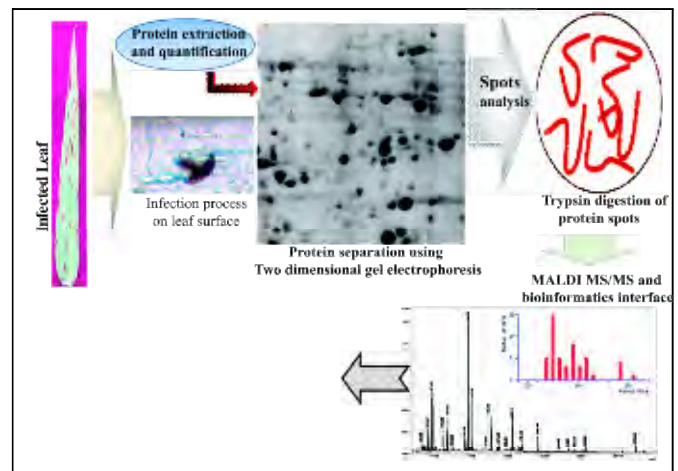 Infected Leaf
Protein extraction
and quantification
Infection process
on leaf surface
Protein separation using
Two dimensional gel electrophoresis
Spots
analysis
Trypsin digestion of
protein spots
MALDI MS/MS and
bioinformatics interface